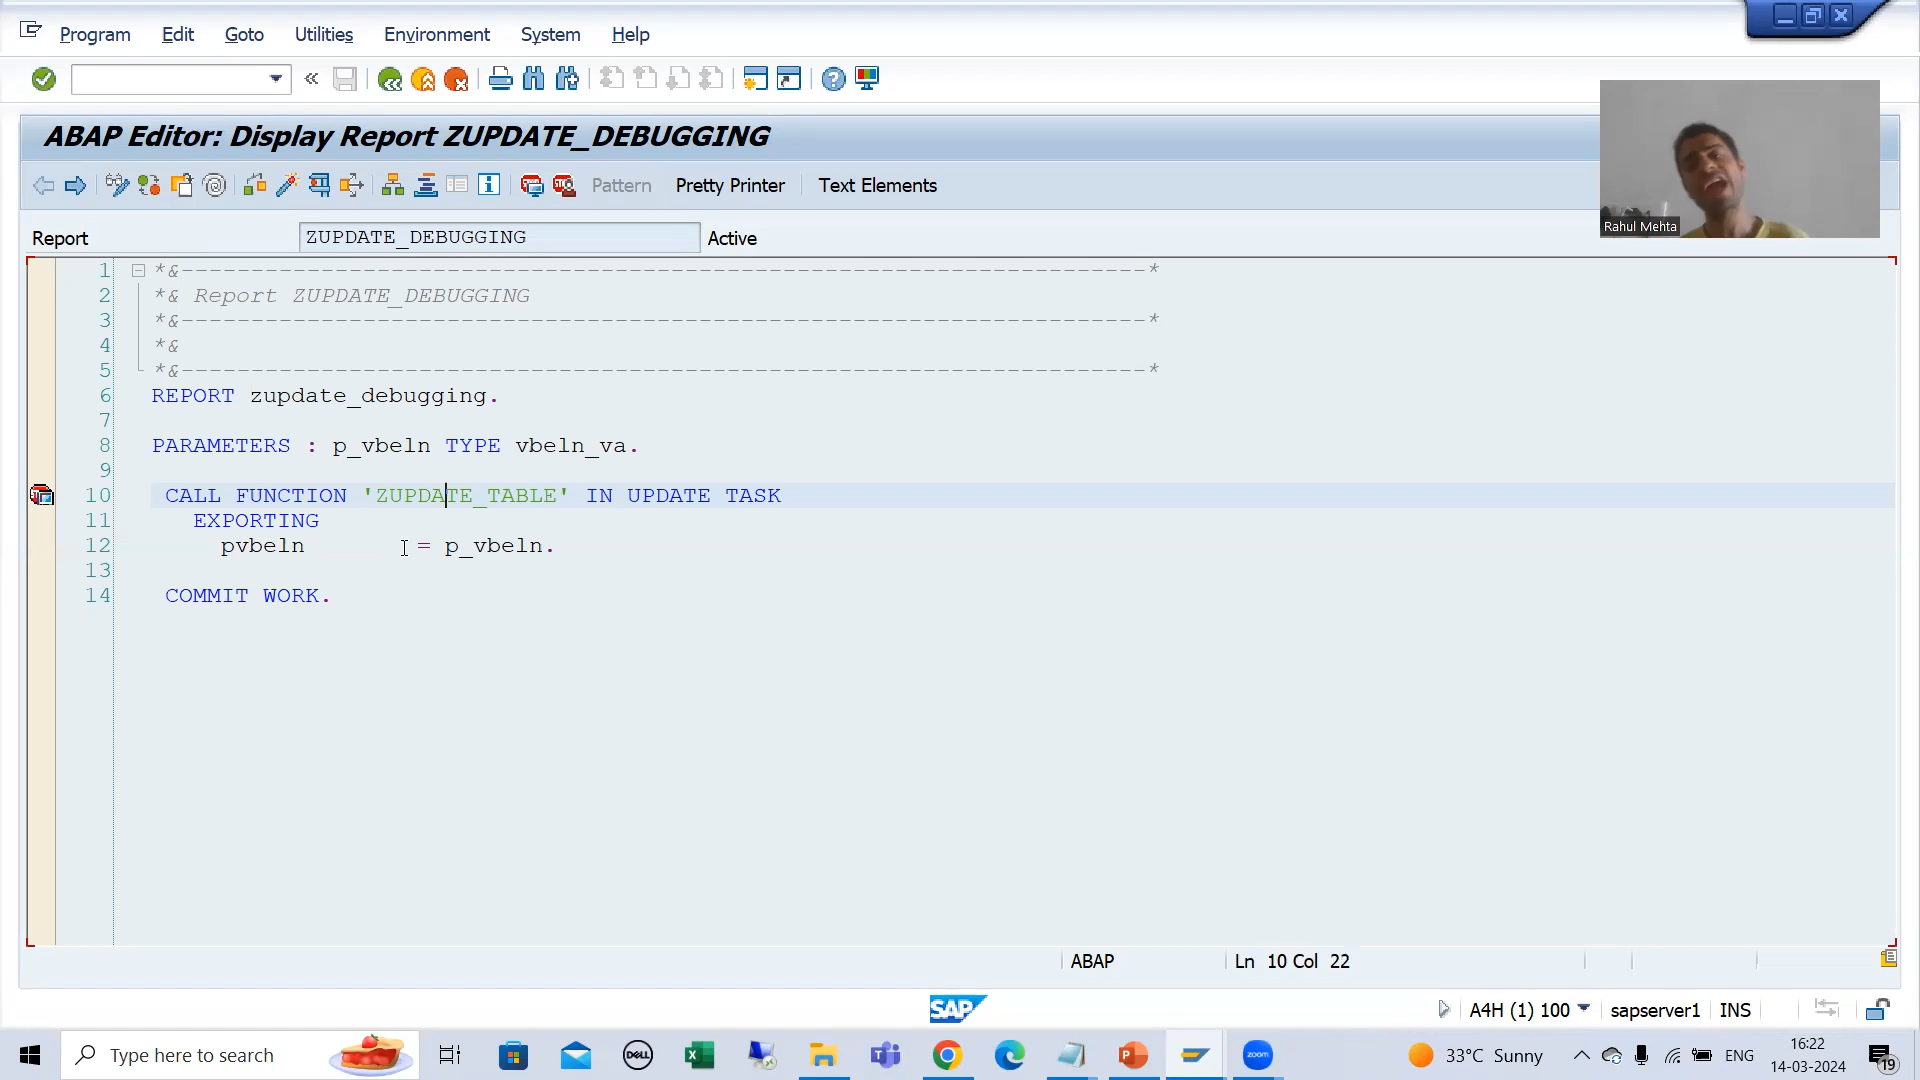 Program Edit Goto Utilities Environment System Help
ABAP Editor: Display Report ZUPDATE_DEBUGGING
Pattern Pretty Printer Text Elements
Report ZUPDATE_DEBUGGING Active
Rahul Mehta
1 *&---------------------------------------------------------------------*
2 *& Report ZUPDATE_DEBUGGING
3 *&---------------------------------------------------------------------*
4 *&
5 *&---------------------------------------------------------------------*
6 REPORT zupdate_debugging.
7
8 PARAMETERS : p_vbeln TYPE vbeln_va.
9
10 CALL FUNCTION 'ZUPDATE_TABLE' IN UPDATE TASK
11 EXPORTING
12 pvbeln = p_vbeln.
13
14 COMMIT WORK.
ABAP Ln 10 Col 22
SAP A4H (1) 100 sapserver1 INS
Type here to search DELL zoom 33°C Sunny ENG 16:22
14-03-2024 19